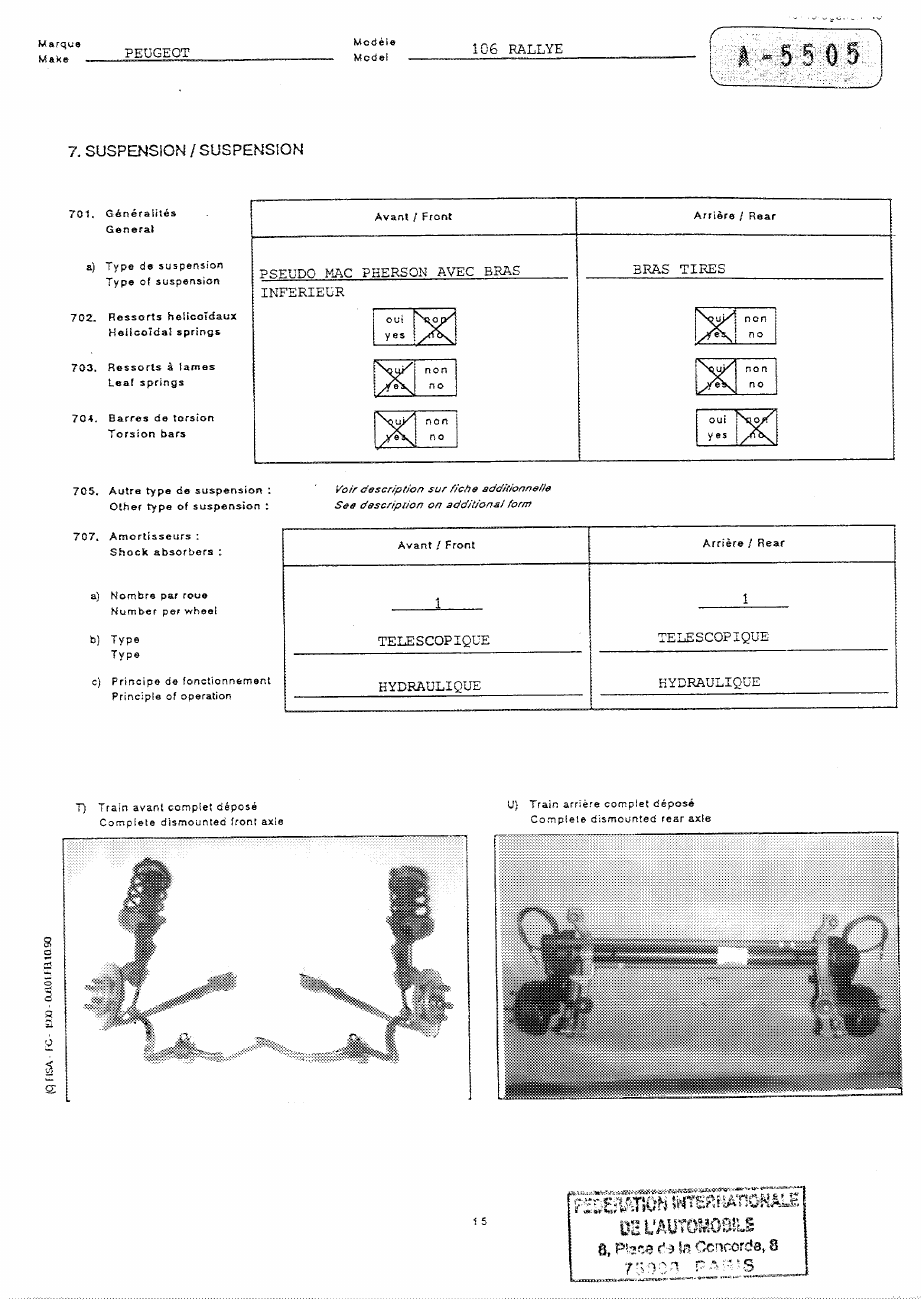 Marque
Make PEUGEOT
Modèle
Model 106 RALLYE
A-5505
7. SUSPENSION / SUSPENSION
701. Généralités
General
Avant / Front
Arrière / Rear
a) Type de suspension
Type of suspension
PSEUDO MAC PHERSON AVEC BRAS
INFERIEUR
BRAS TIRES
702. Ressorts helicoïdaux
Helicoïdal springs
oui non
yes no
oui non
yes no
703. Ressorts à lames
Leaf springs
oui non
yes no
oui non
yes no
704. Barres de torsion
Torsion bars
oui non
yes no
oui non
yes no
705. Autre type de suspension :
Other type of suspension :
Voir description sur fiche additionnelle
See description on additional form
707. Amortisseurs :
Shock absorbers :
Avant / Front
Arrière / Rear
a) Nombre par roue
Number per wheel
1
1
b) Type
Type
TELESCOPIQUE
TELESCOPIQUE
c) Principe de fonctionnement
Principle of operation
HYDRAULIQUE
HYDRAULIQUE
T) Train avant complet déposé
Complete dismounted front axle
U) Train arrière complet déposé
Complete dismounted rear axle
15
FEDERATION INTERNATIONALE
DE L'AUTOMOBILE
8, Place de la Concorde, 8
75008 PARIS